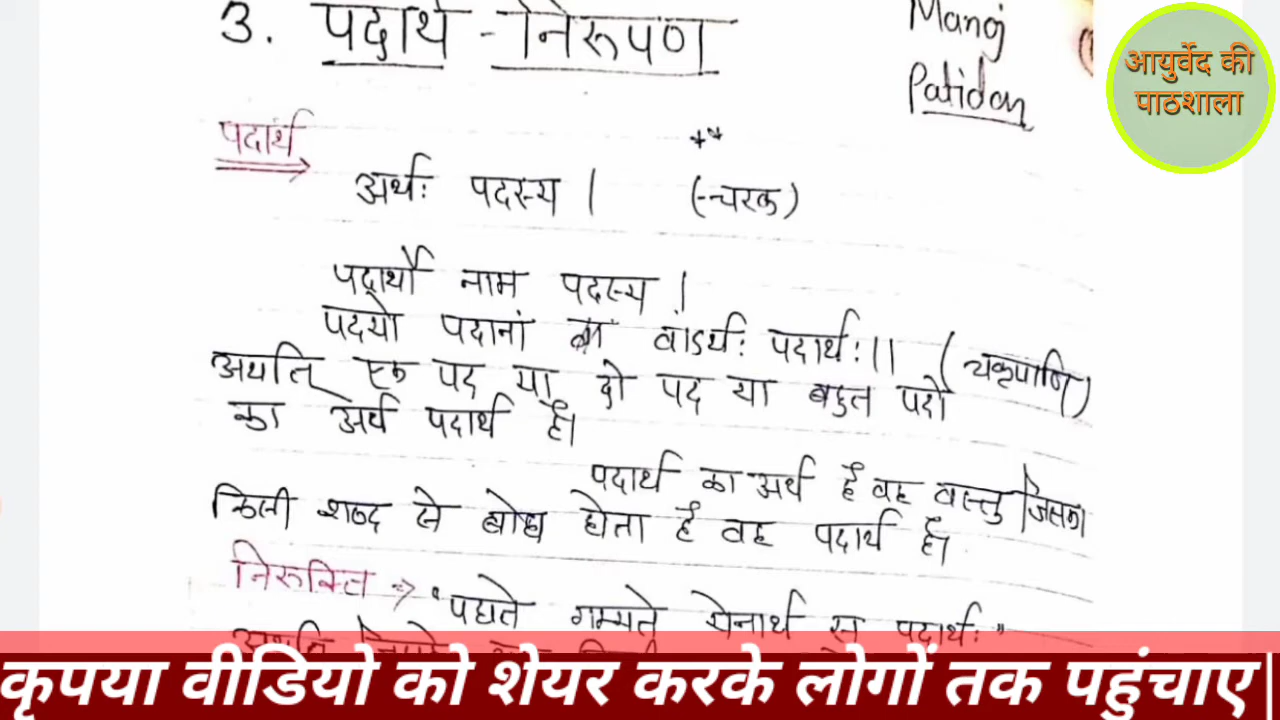 3. पदार्थ - निरूपण
Manoj
Patidar
आयुर्वेद की
पाठशाला
पदार्थ
अर्थः पदस्य | (-चरक)
पदार्थो नाम पदस्य |
पदयो पदानां वाऽर्थः पदार्थः|| (चक्रपाणि)
अर्थात् एक पद या दो पद या बहुत पदो
का अर्थ पदार्थ है।
पदार्थ का अर्थ है वह वस्तु जिसका
किसी शब्द से बोध होता है वह पदार्थ है।
निरूक्ति => "पद्यते गम्यते येनार्थ स पदार्थः"
कृपया वीडियो को शेयर करके लोगों तक पहुंचाए |